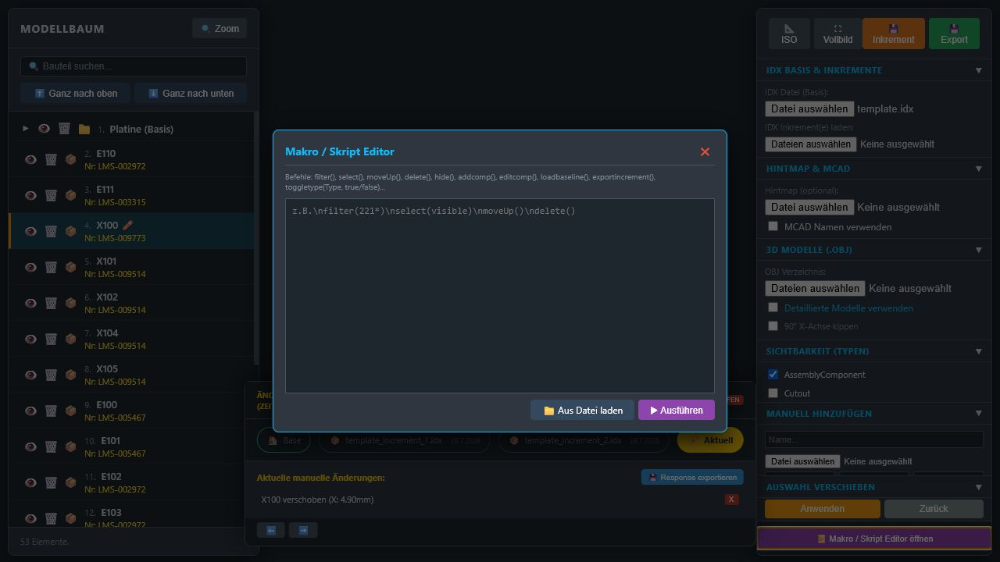 MODELLBAUM
Zoom
Bauteil suchen...
Ganz nach oben
Ganz nach unten
1. Platine (Basis)
2. E110
Nr: LMS-002972
3. E111
Nr: LMS-003315
4. X100
Nr: LMS-009773
5. X101
Nr: LMS-009514
6. X102
Nr: LMS-009514
7. X104
Nr: LMS-009514
8. X105
Nr: LMS-009514
9. E100
Nr: LMS-005467
10. E101
Nr: LMS-005467
11. E102
Nr: LMS-002972
12. E103
Nr: LMS-002972
53 Elemente.
Makro / Skript Editor
Befehle: filter(), select(), moveUp(), delete(), hide(), addcomp(), editcomp(), loadbaseline(), exportincrement(),
toggletype(Type, true/false)...
z.B.\nfilter(221*)\nselect(visible)\nmoveUp()\ndelete()
Aus Datei laden
Ausführen
Base
template_increment_1.idx 28.7.2026
template_increment_2.idx 28.7.2026
Aktuell
Aktuelle manuelle Änderungen:
Response exportieren
X100 verschoben (X: 4.90mm)
X
ISO
Vollbild
Inkrement
Export
IDX BASIS & INKREMENTE
IDX Datei (Basis):
Datei auswählen template.idx
IDX Inkrement(e) laden:
Dateien auswählen Keine ausgewählt
HINTMAP & MCAD
Hintmap (optional):
Datei auswählen Keine ausgewählt
MCAD Namen verwenden
3D MODELLE (.OBJ)
OBJ Verzeichnis:
Dateien auswählen Keine ausgewählt
Detaillierte Modelle verwenden
90° X-Achse kippen
SICHTBARKEIT (TYPEN)
AssemblyComponent
Cutout
MANUELL HINZUFÜGEN
Name...
Datei auswählen Keine ausgewählt
AUSWAHL VERSCHIEBEN
Anwenden
Zurück
Makro / Skript Editor öffnen